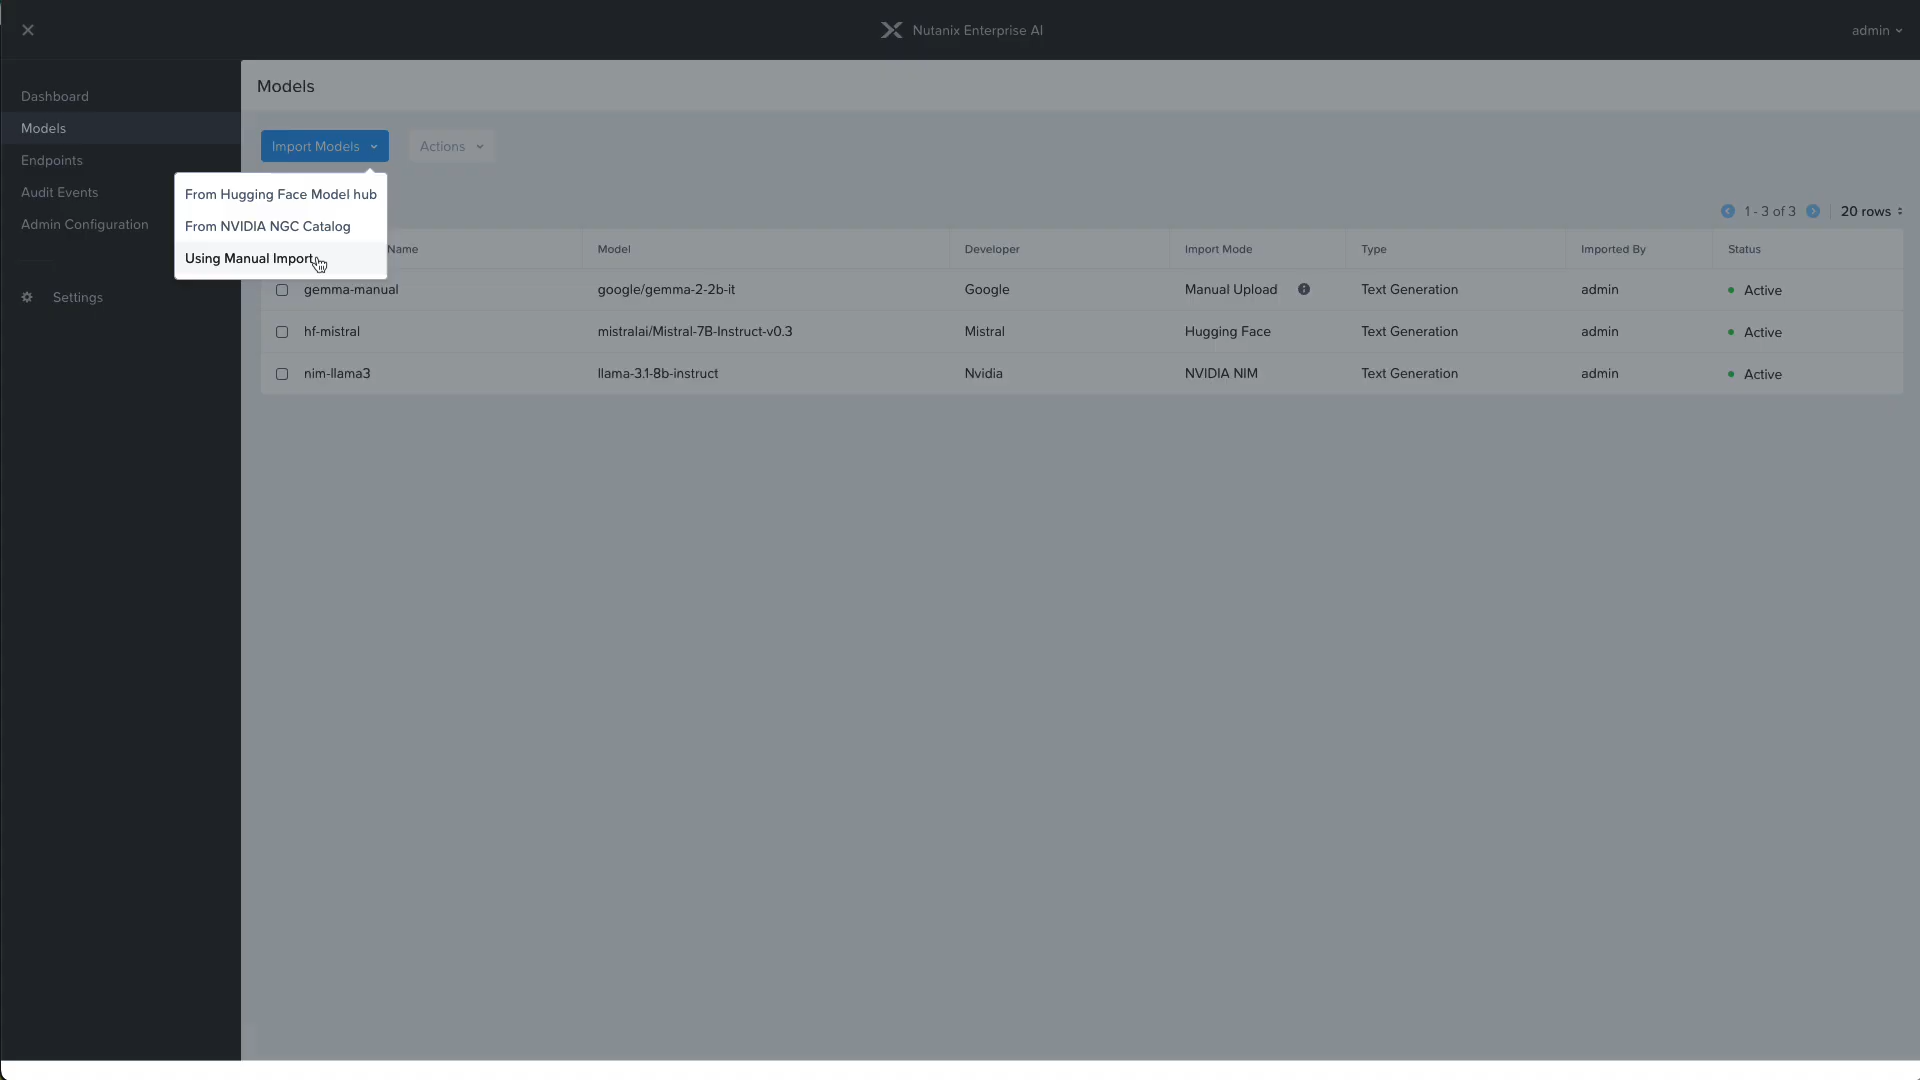 Nutanix Enterprise AI
admin
Dashboard
Models
Endpoints
Audit Events
Admin Configuration
Settings
Models
Import Models
Actions
From Hugging Face Model hub
From NVIDIA NGC Catalog
Using Manual Import
1 - 3 of 3
20 rows
Name Model Developer Import Mode Type Imported By Status
gemma-manual google/gemma-2-2b-it Google Manual Upload Text Generation admin Active
hf-mistral mistralai/Mistral-7B-Instruct-v0.3 Mistral Hugging Face Text Generation admin Active
nim-llama3 llama-3.1-8b-instruct Nvidia NVIDIA NIM Text Generation admin Active